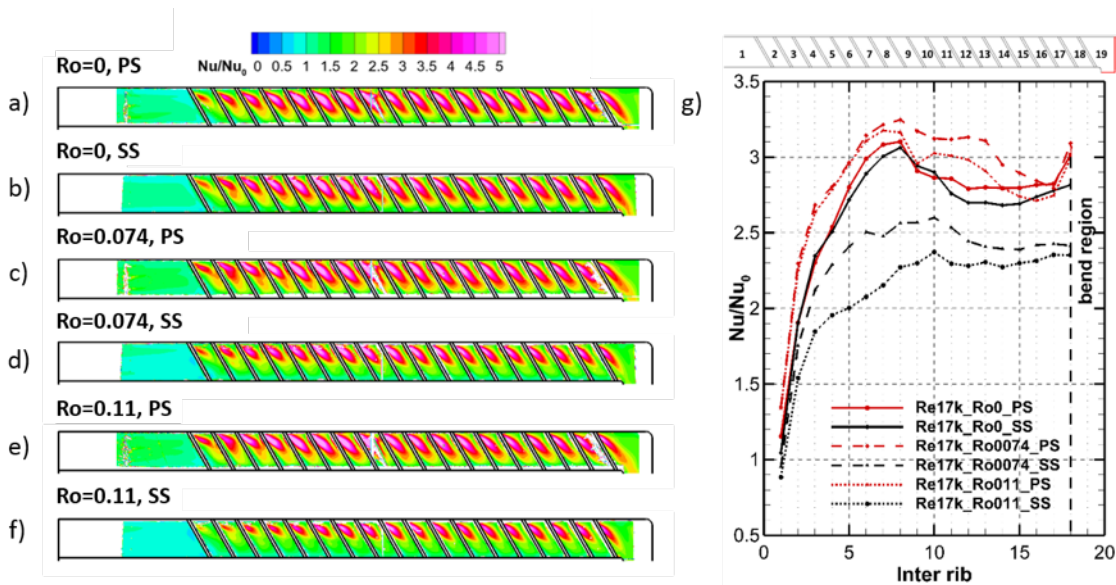 Nu/Nu0 0 0.5 1 1.5 2 2.5 3 3.5 4 4.5 5
Ro=0, PS
a)
Ro=0, SS
b)
Ro=0.074, PS
c)
Ro=0.074, SS
d)
Ro=0.11, PS
e)
Ro=0.11, SS
f)
g)
1 2 3 4 5 6 7 8 9 10 11 12 13 14 15 16 17 18 19
3.5
3
2.5
2
1.5
1
0.5
Nu/Nu0
bend region
Re17k_Ro0_PS
Re17k_Ro0_SS
Re17k_Ro0074_PS
Re17k_Ro0074_SS
Re17k_Ro011_PS
Re17k_Ro011_SS
0 5 10 15 20
Inter rib